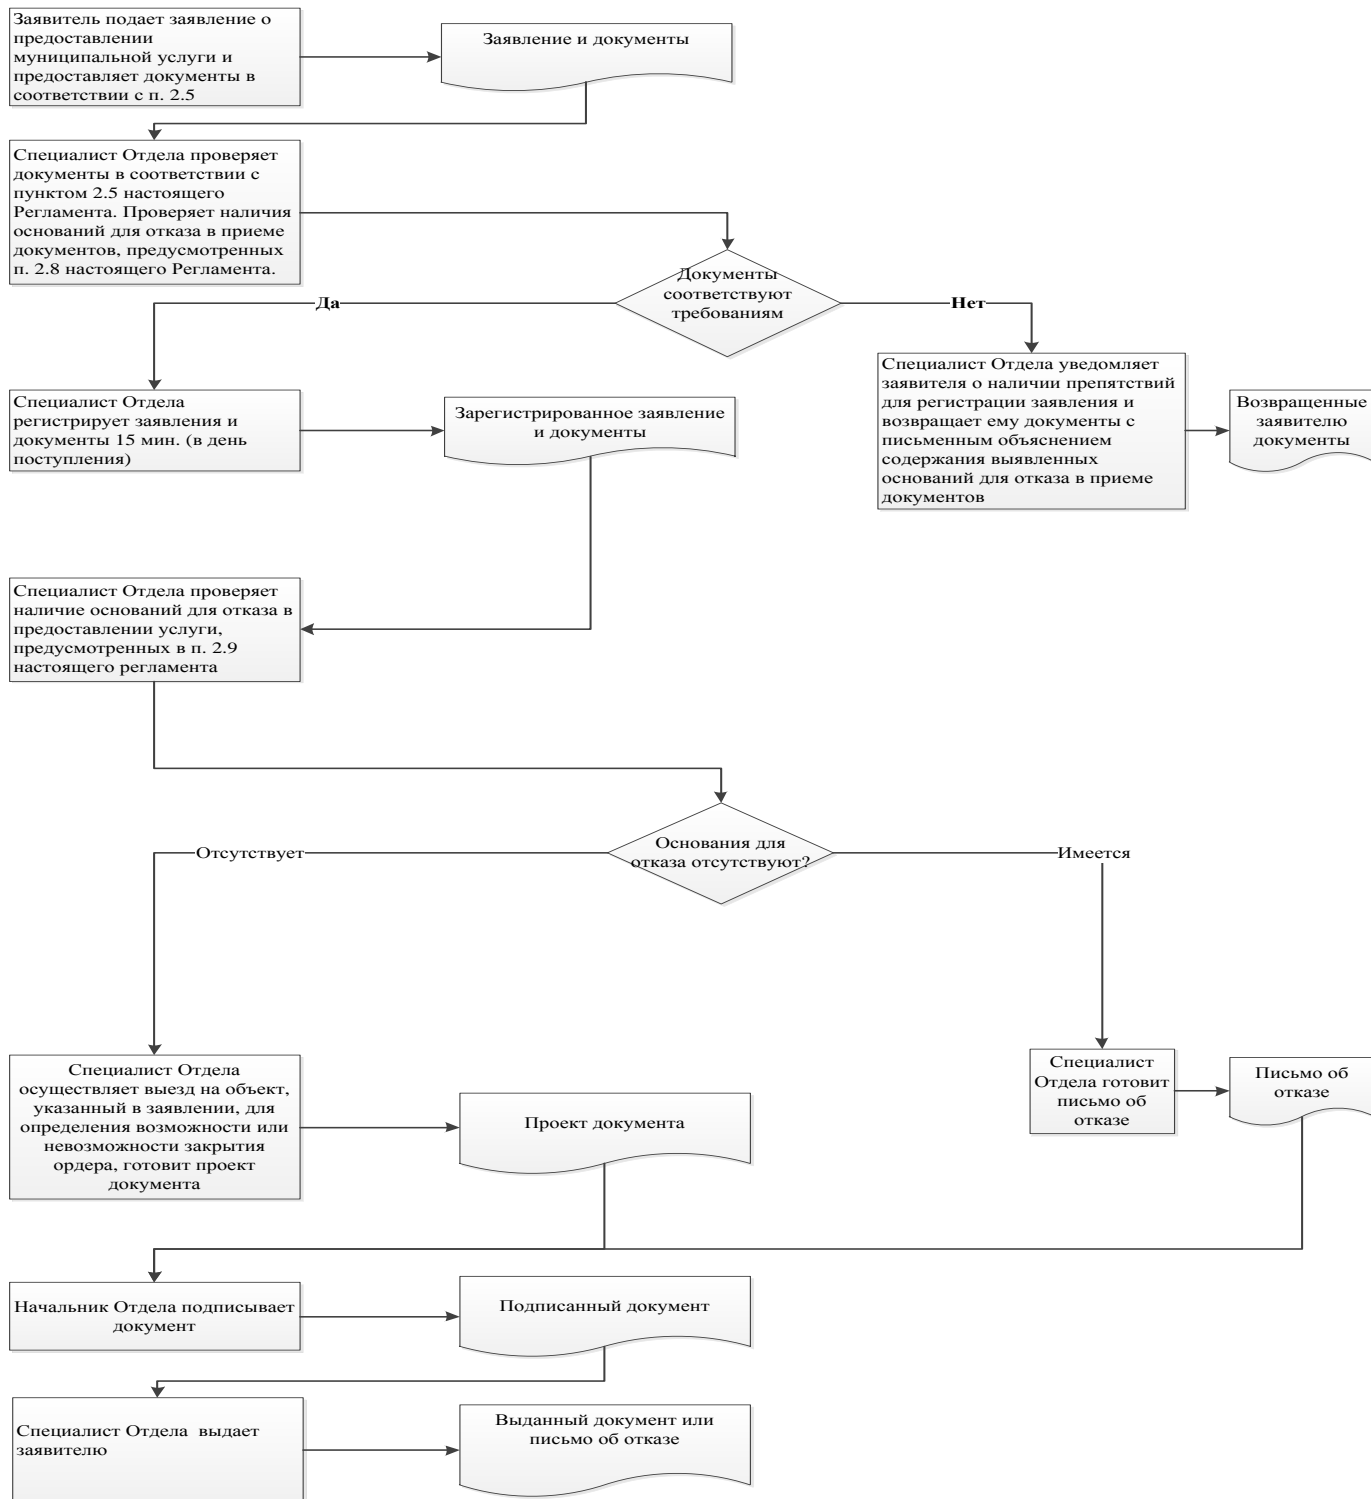 Заявитель подает заявление о
предоставлении
муниципальной услуги и
предоставляет документы в
соответствии с п. 2.5
Заявление и документы
Специалист Отдела проверяет
документы в соответствии с
пунктом 2.5 настоящего
Регламента. Проверяет наличия
оснований для отказа в приеме
документов, предусмотренных
п. 2.8 настоящего Регламента.
Документы
соответствуют
требованиям
Да
Нет
Специалист Отдела
регистрирует заявления и
документы 15 мин. (в день
поступления)
Зарегистрированное заявление
и документы
Специалист Отдела уведомляет
заявителя о наличии препятствий
для регистрации заявления и
возвращает ему документы с
письменным объяснением
содержания выявленных
оснований для отказа в приеме
документов
Возвращенные
заявителю
документы
Специалист Отдела проверяет
наличие оснований для отказа в
предоставлении услуги,
предусмотренных в п. 2.9
настоящего регламента
Основания для
отказа отсутствуют?
Отсутствует
Имеется
Специалист Отдела
осуществляет выезд на объект,
указанный в заявлении, для
определения возможности или
невозможности закрытия
ордера, готовит проект
документа
Проект документа
Специалист
Отдела готовит
письмо об
отказе
Письмо об
отказе
Начальник Отдела подписывает
документ
Подписанный документ
Специалист Отдела  выдает
заявителю
Выданный документ или
письмо об отказе